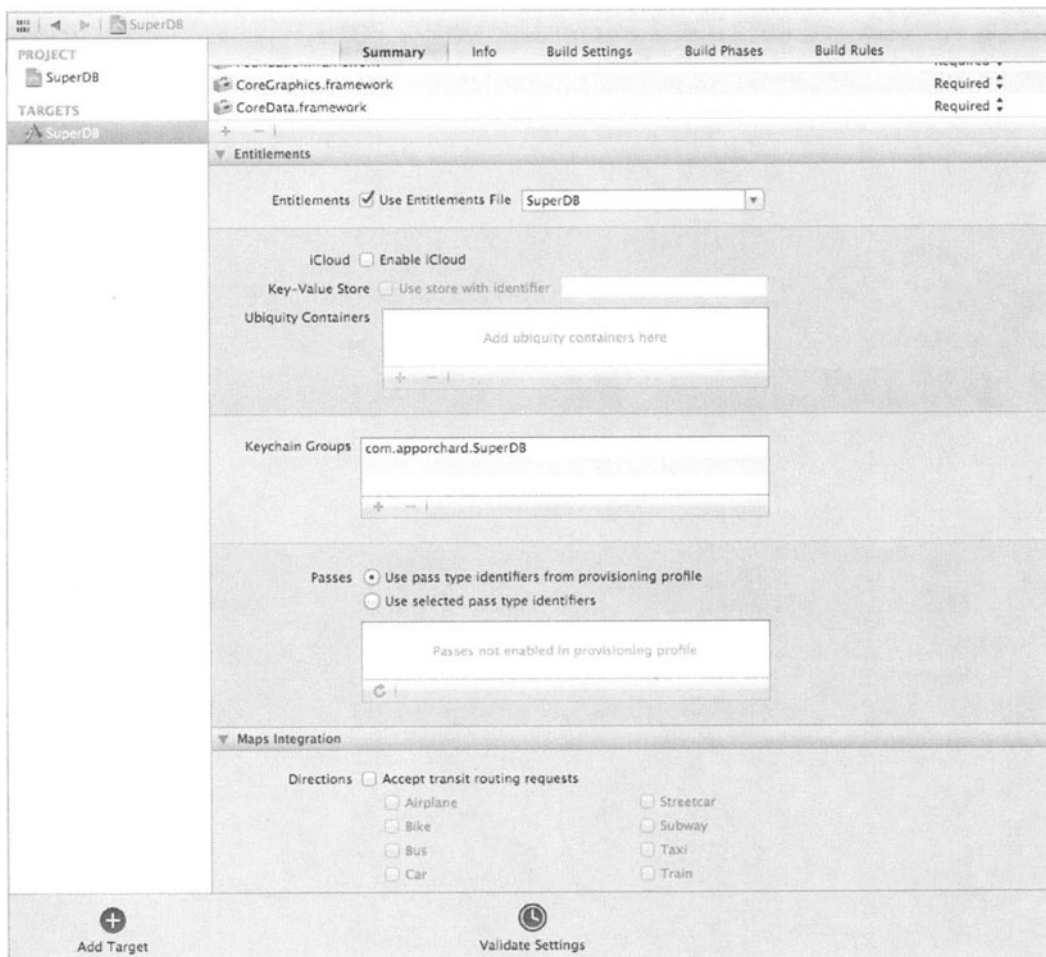 SuperDB
PROJECT
SuperDB
TARGETS
SuperDB
Summary Info Build Settings Build Phases Build Rules
Required
CoreGraphics.framework Required
CoreData.framework Required
Entitlements
Entitlements Use Entitlements File SuperDB
iCloud Enable iCloud
Key-Value Store Use store with identifier
Ubiquity Containers
Add ubiquity containers here
Keychain Groups com.apporchard.SuperDB
Passes Use pass type identifiers from provisioning profile
Use selected pass type identifiers
Passes not enabled in provisioning profile
Maps Integration
Directions Accept transit routing requests
Airplane Streetcar
Bike Subway
Bus Taxi
Car Train
Add Target Validate Settings